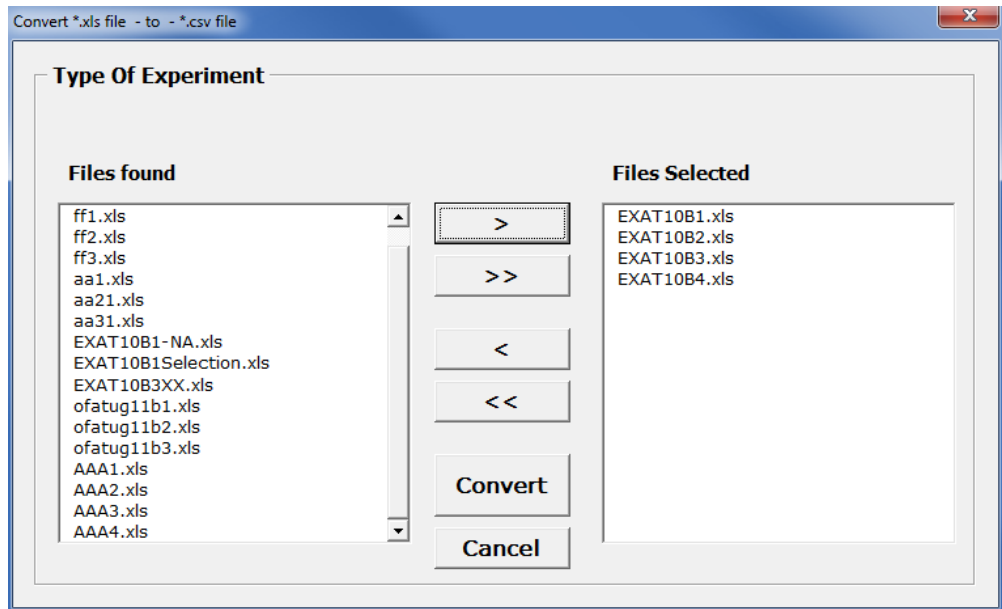 Convert *.xls file  - to  - *.csv file
x
Type Of Experiment
Files found
ff1.xls
ff2.xls
ff3.xls
aa1.xls
aa21.xls
aa31.xls
EXAT10B1-NA.xls
EXAT10B1Selection.xls
EXAT10B3XX.xls
ofatug11b1.xls
ofatug11b2.xls
ofatug11b3.xls
AAA1.xls
AAA2.xls
AAA3.xls
AAA4.xls
>
>>
<
<<
Convert
Cancel
Files Selected
EXAT10B1.xls
EXAT10B2.xls
EXAT10B3.xls
EXAT10B4.xls